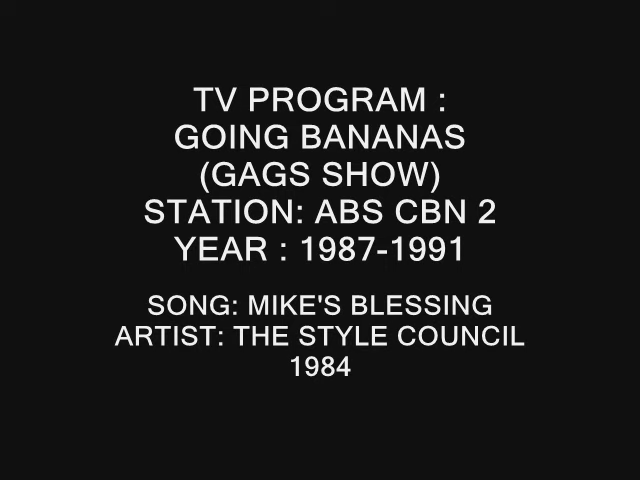 TV PROGRAM :
GOING BANANAS
(GAGS SHOW)
STATION: ABS CBN 2
YEAR : 1987-1991
SONG: MIKE'S BLESSING
ARTIST: THE STYLE COUNCIL
1984